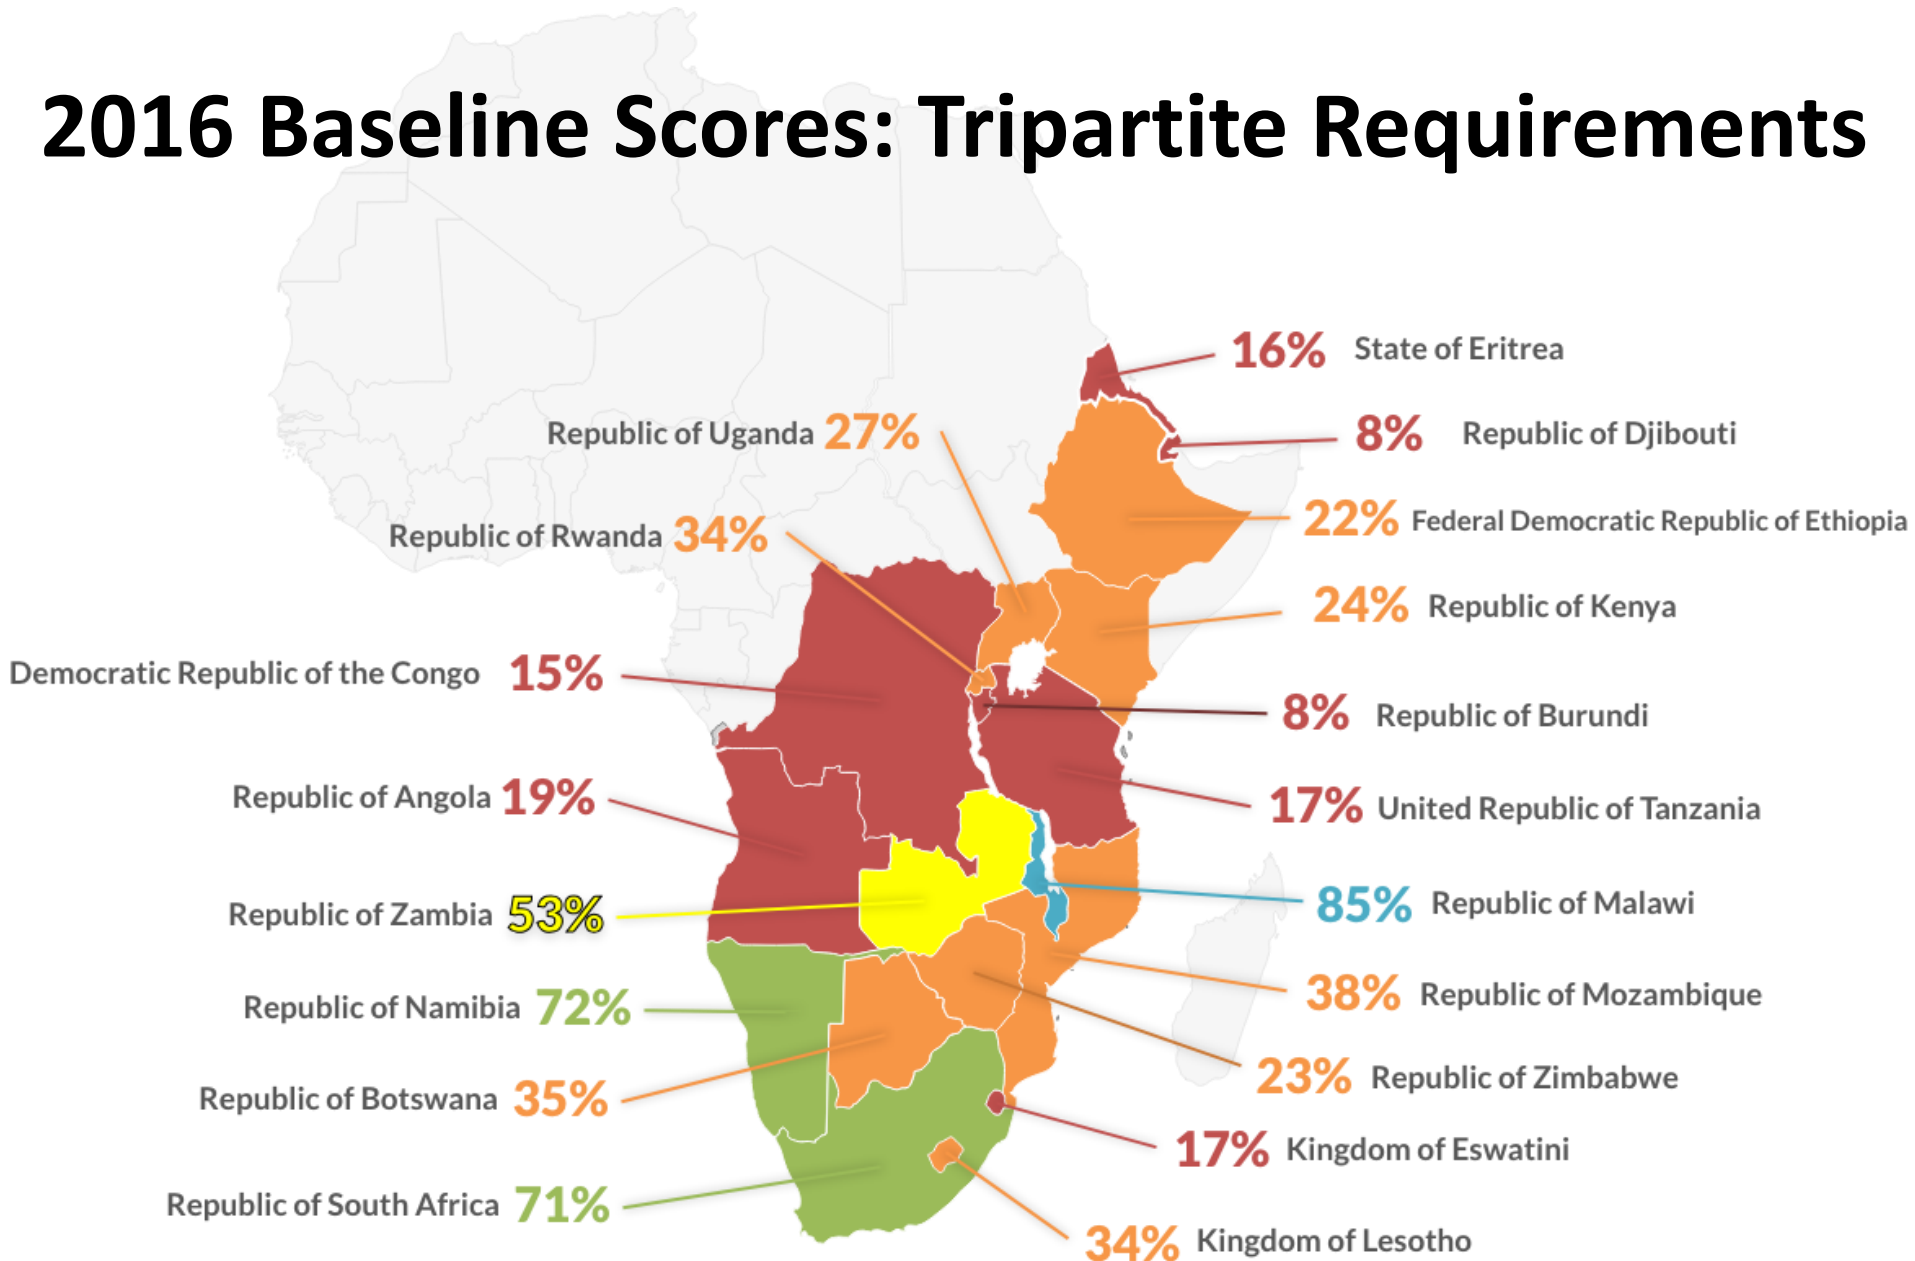 2016 Baseline Scores: Tripartite Requirements
16% State of Eritrea
Republic of Uganda 27%
8% Republic of Djibouti
22% Federal Democratic Republic of Ethiopia
Republic of Rwanda 34%
24% Republic of Kenya
Democratic Republic of the Congo 15%
8% Republic of Burundi
Republic of Angola 19%
17% United Republic of Tanzania
Republic of Zambia 53%
85% Republic of Malawi
Republic of Namibia 72%
38% Republic of Mozambique
23% Republic of Zimbabwe
Republic of Botswana 35%
17% Kingdom of Eswatini
Republic of South Africa 71%
34% Kingdom of Lesotho